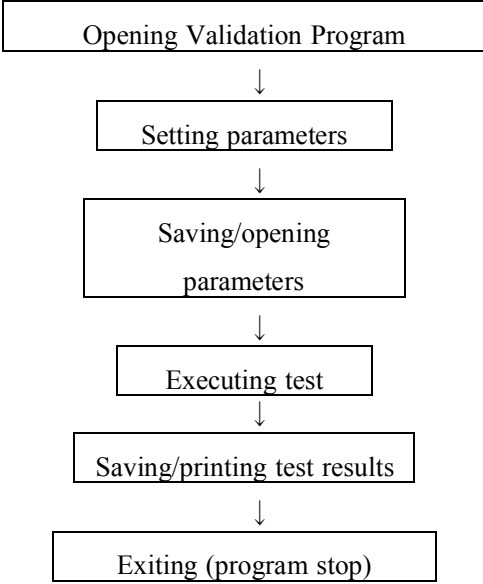 Opening Validation Program
↓
Setting parameters
↓
Saving/opening
parameters
↓
Executing test
↓
Saving/printing test results
↓
Exiting (program stop)